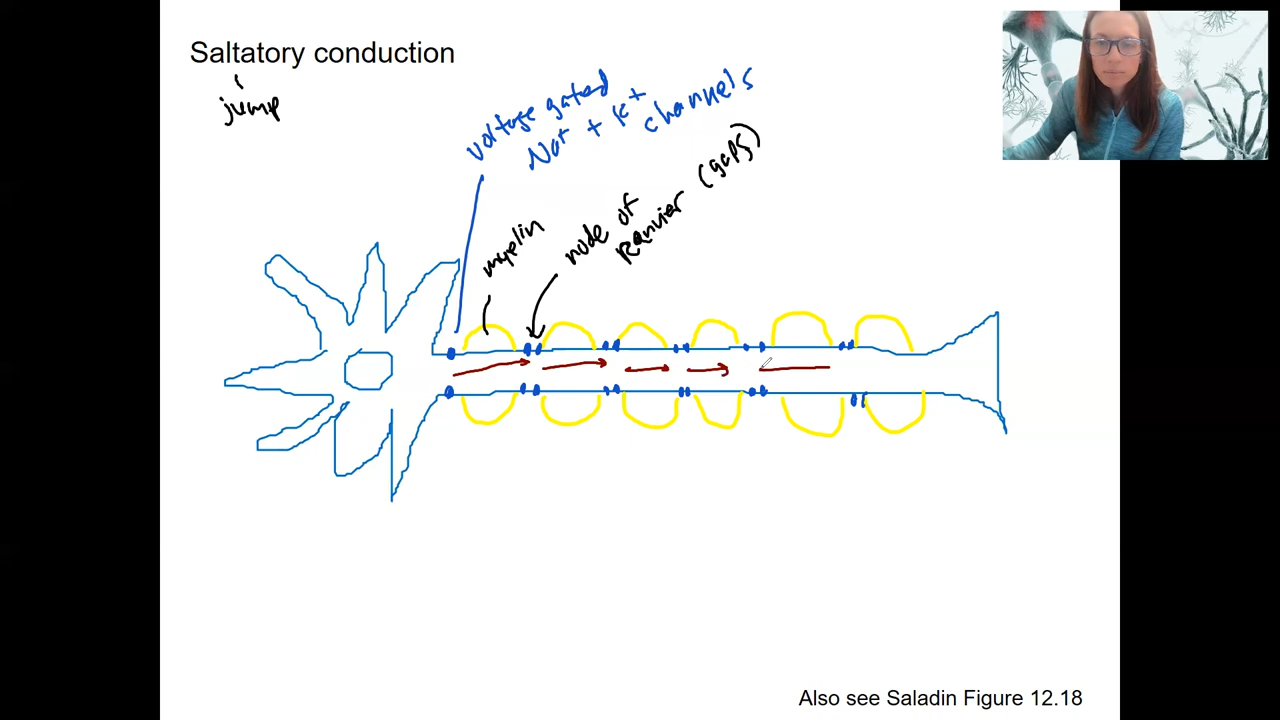 Saltatory conduction
jump
voltage gated
Na+ + K+
channels
myelin
node of
Ranvier (gaps)
Also see Saladin Figure 12.18